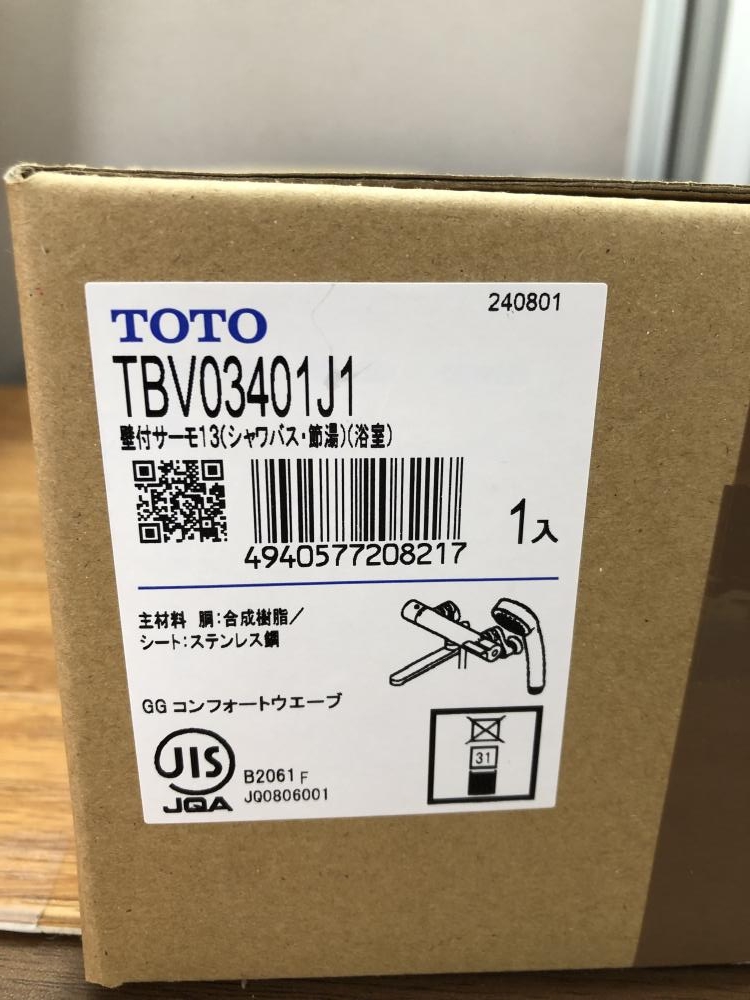 240801
TOTO
TBV03401J1
壁付サーモ13(シャワバス・節湯)(浴室)
4940577208217
1入
主材料 胴:合成樹脂/
シート:ステンレス鋼
GG コンフォートウエーブ
31
JIS
JQA
B2061 F
JQ0806001